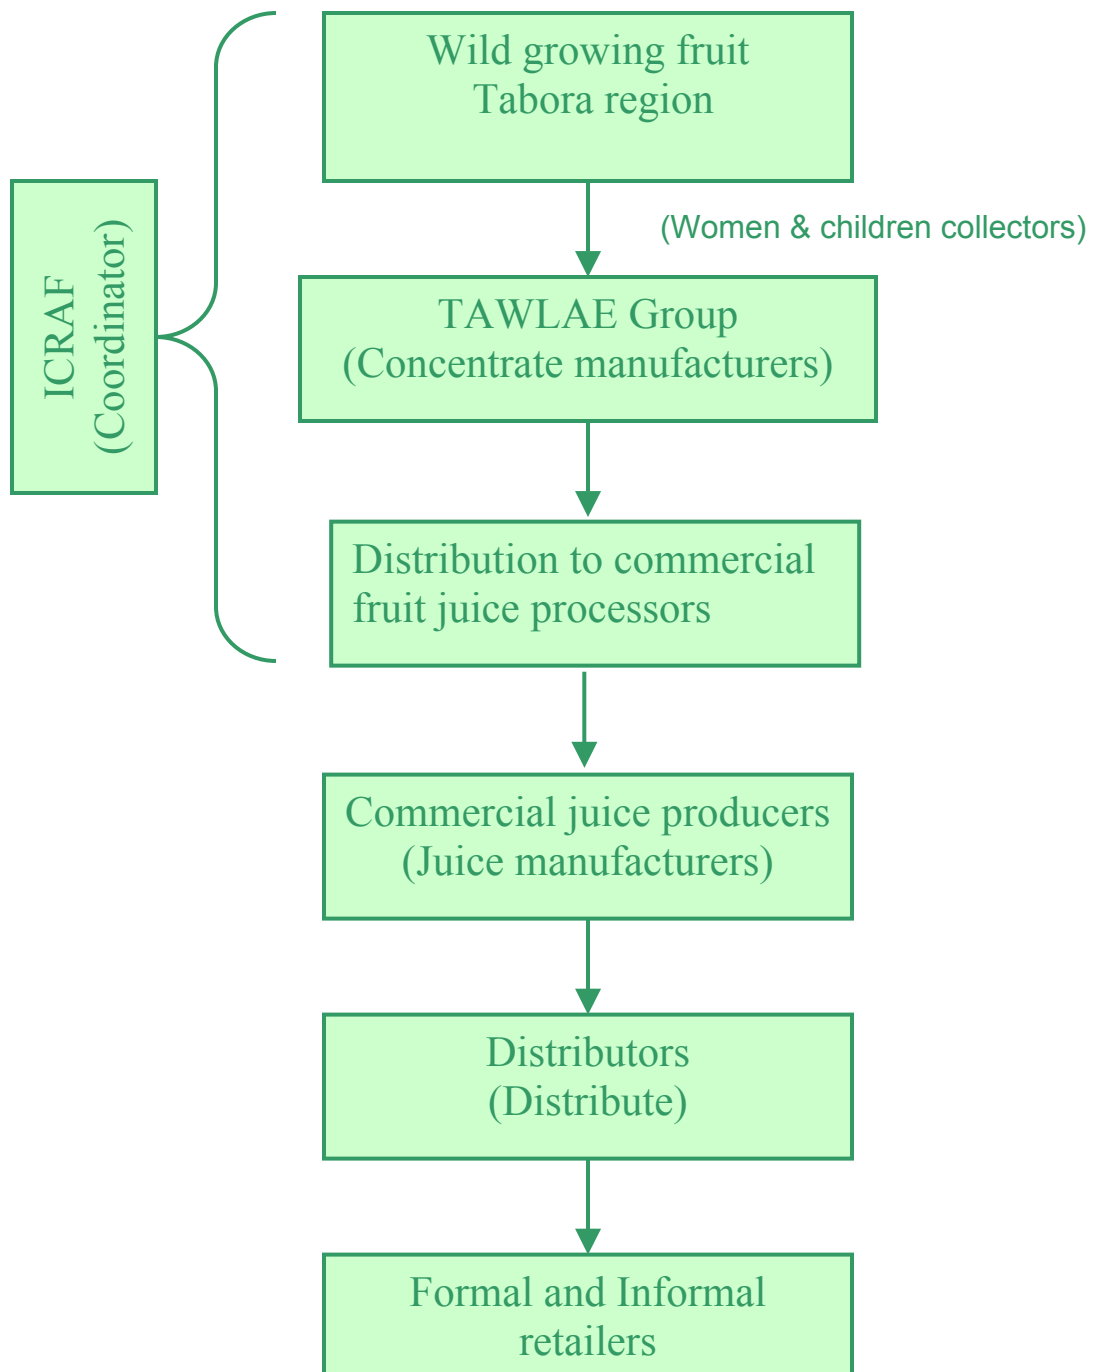 Wild growing fruit
Tabora region
ICRAF
(Coordinator)
(Women & children collectors)
TAWLAE Group
(Concentrate manufacturers)
Distribution to commercial
fruit juice processors
Commercial juice producers
(Juice manufacturers)
Distributors
(Distribute)
Formal and Informal
retailers